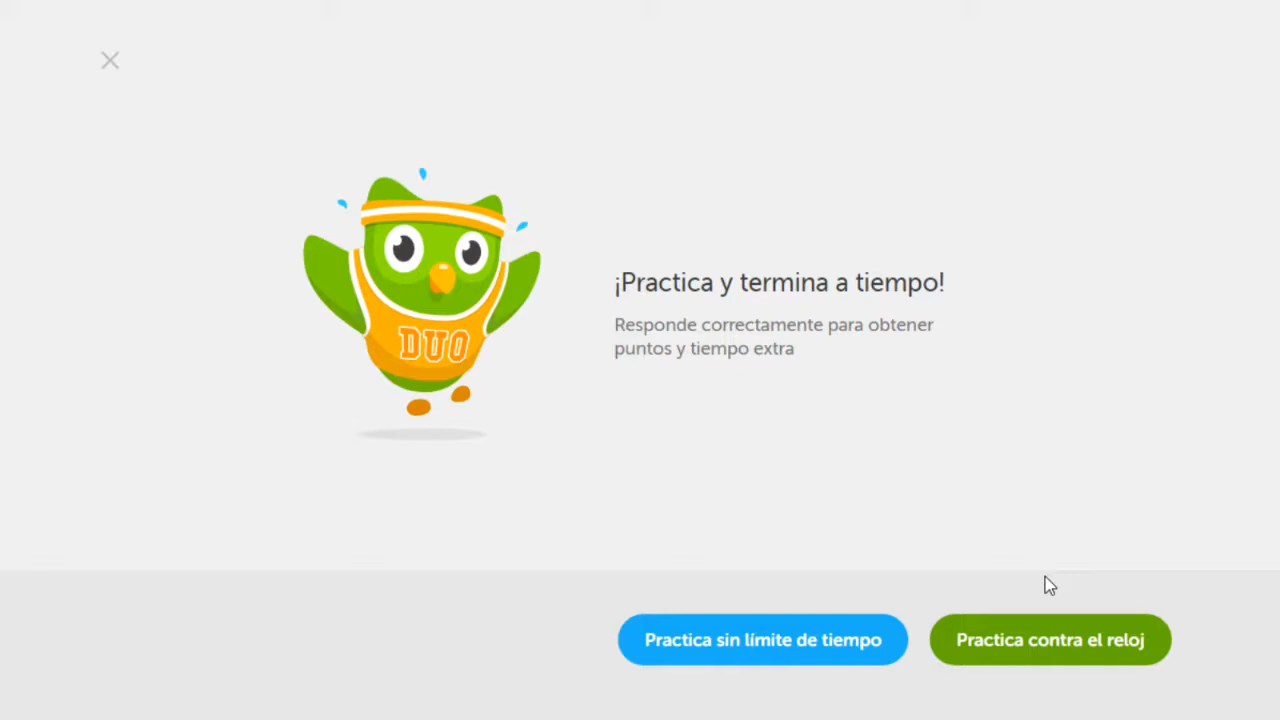 DUO
¡Practica y termina a tiempo!
Responde correctamente para obtener
puntos y tiempo extra
Practica sin límite de tiempo
Practica contra el reloj